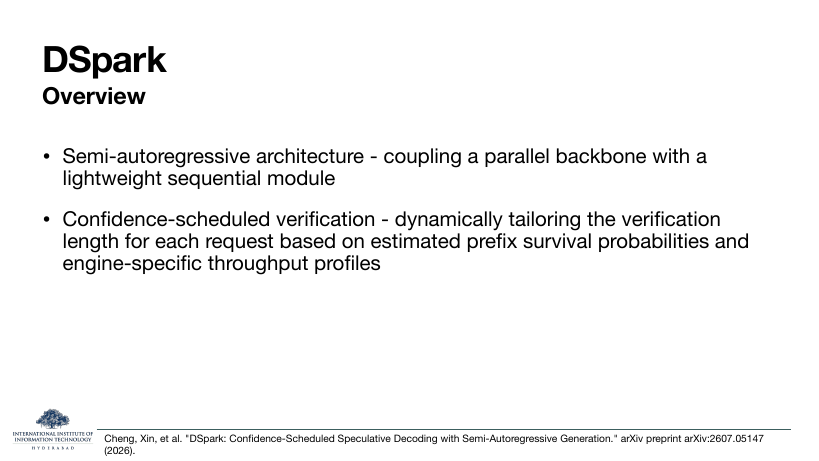 DSpark
Overview
• Semi-autoregressive architecture - coupling a parallel backbone with a
lightweight sequential module
• Confidence-scheduled verification - dynamically tailoring the verification
length for each request based on estimated prefix survival probabilities and
engine-specific throughput profiles
INTERNATIONAL INSTITUTE OF
INFORMATION TECHNOLOGY
HYDERABAD
Cheng, Xin, et al. "DSpark: Confidence-Scheduled Speculative Decoding with Semi-Autoregressive Generation." arXiv preprint arXiv:2607.05147
(2026).